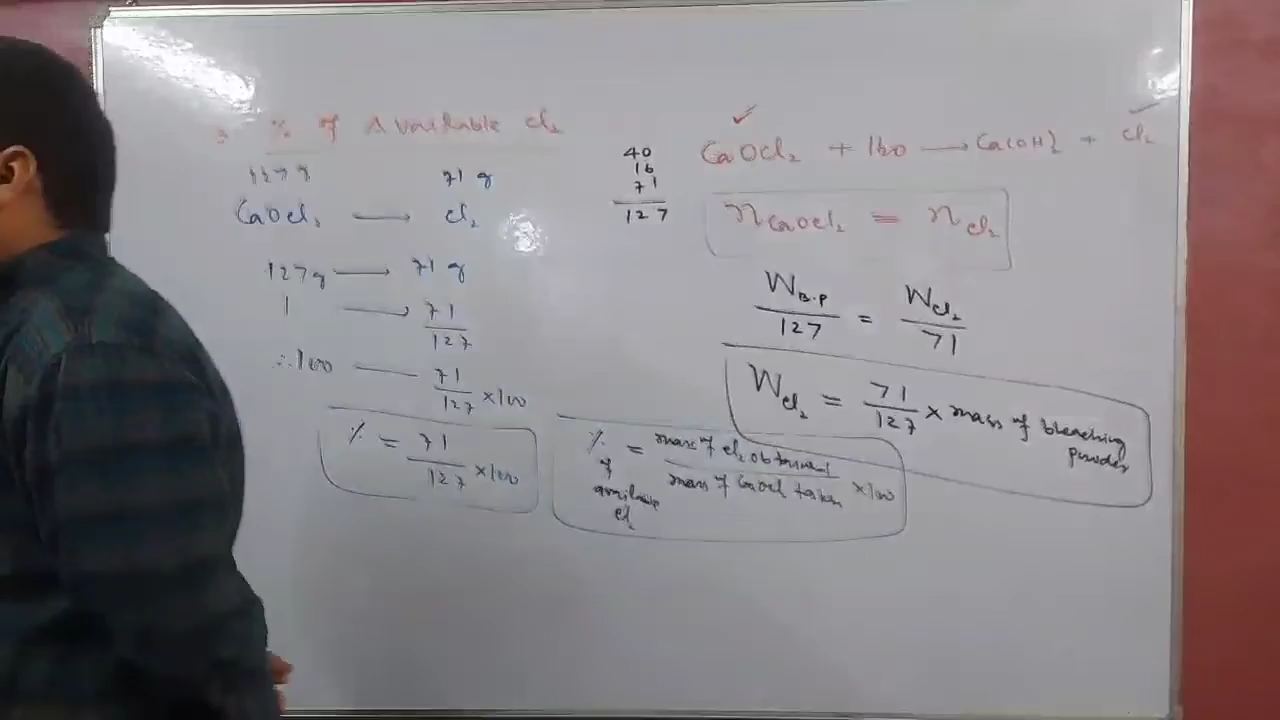 % of Available Cl₂
127 g 71 g
CaOCl₂ ⟶ Cl₂
127g ⟶ 71 g
1 ⟶ 71/127
∴ 100 — 71/127 ×100
% = 71/127 ×100
40
16
71
127
CaOCl₂ + H₂O ⟶ Ca(OH)₂ + Cl₂
n CaOCl₂ = n Cl₂
W B.P/127 = W Cl₂/71
W Cl₂ = 71/127 × mass of bleaching
powder
% of available Cl₂ = mass of Cl₂ obtained/mass of CaOCl taken ×100